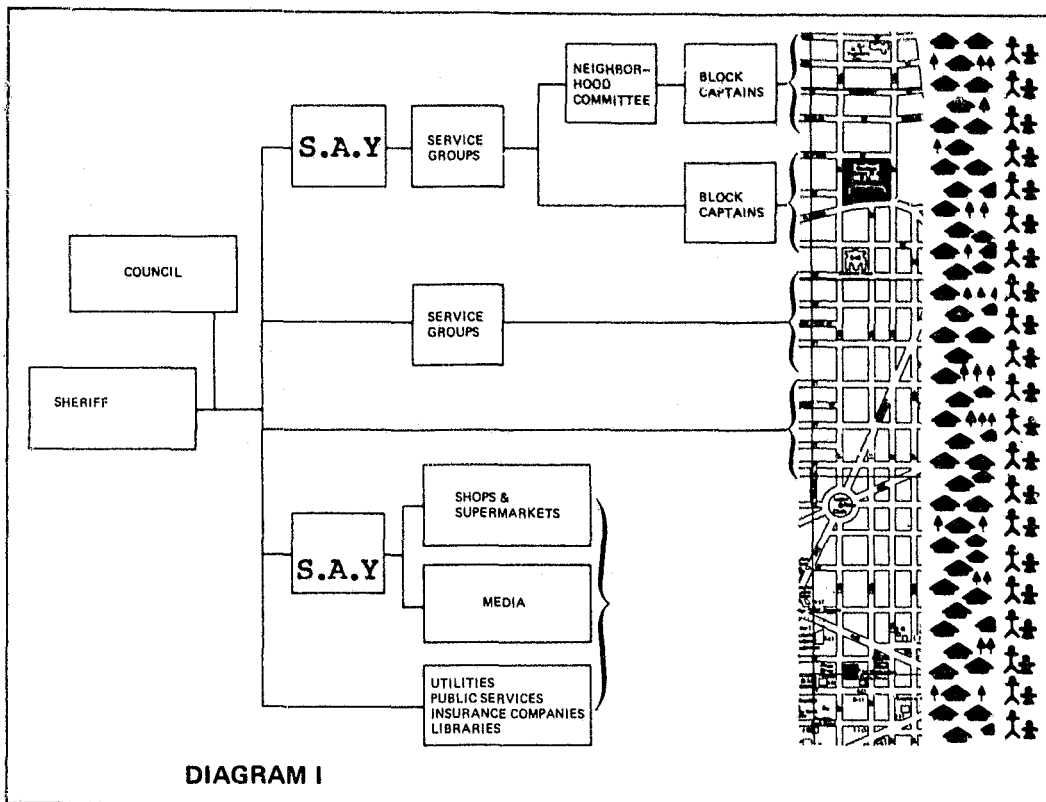 NEIGHBOR-
HOOD
COMMITTEE
BLOCK
CAPTAINS
S.A.Y
SERVICE
GROUPS
BLOCK
CAPTAINS
COUNCIL
SERVICE
GROUPS
SHERIFF
SHOPS &
SUPERMARKETS
S.A.Y
MEDIA
UTILITIES
PUBLIC SERVICES
INSURANCE COMPANIES
LIBRARIES
DIAGRAM I